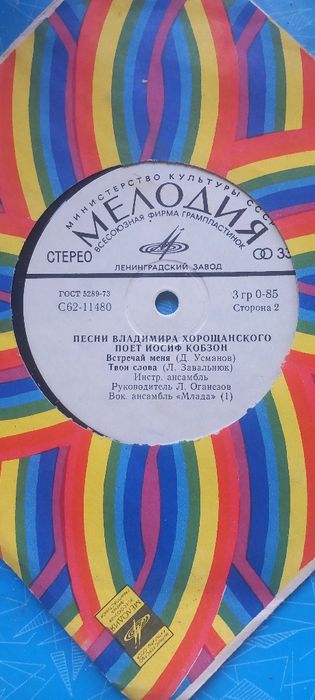 МИНИСТЕРСТВО КУЛЬТУРЫ СССР
МЕЛОДИЯ
ВСЕСОЮЗНАЯ ФИРМА ГРАМПЛАСТИНОК
СТЕРЕО
33
ЛЕНИНГРАДСКИЙ ЗАВОД
ГОСТ 5289-73
3 гр 0-85
С62-11480
Сторона 2
ПЕСНИ ВЛАДИМИРА ХОРОЩАНСКОГО
ПОЕТ ИОСИФ КОБЗОН
Встречай меня (Д. Усманов)
Твои слова (Л. Завальнюк)
Инстр. ансамбль
Руководитель Л. Оганезов
Вок. ансамбль «Млада» (1)
МЕЛОДИЯ